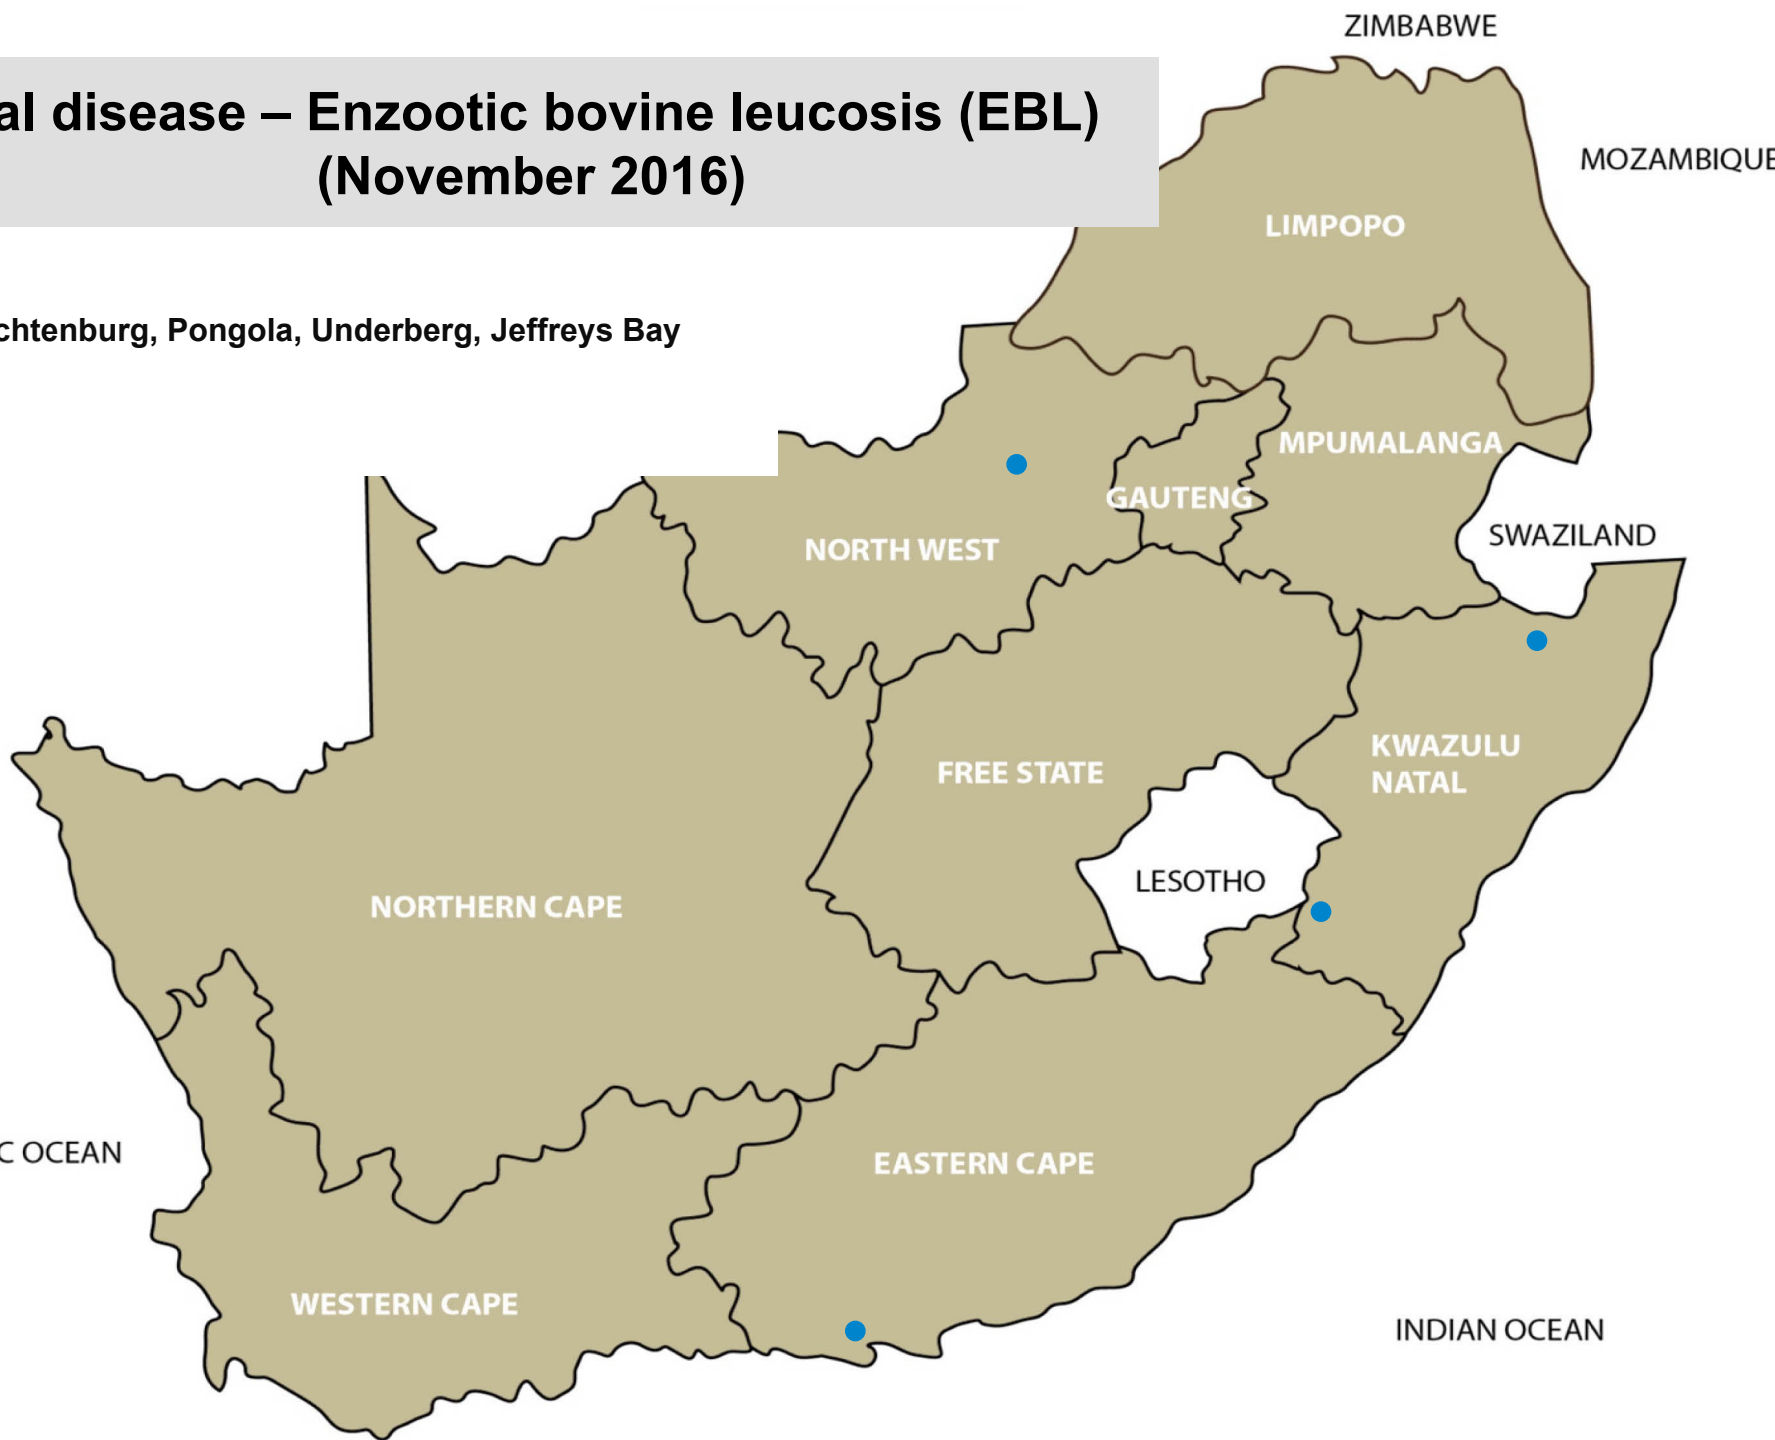 ZIMBABWE
al disease – Enzootic bovine leucosis (EBL)
(November 2016)
MOZAMBIQUE
LIMPOPO
chtenburg, Pongola, Underberg, Jeffreys Bay
MPUMALANGA
GAUTENG
SWAZILAND
NORTH WEST
KWAZULU
NATAL
FREE STATE
LESOTHO
NORTHERN CAPE
C OCEAN
EASTERN CAPE
WESTERN CAPE
INDIAN OCEAN